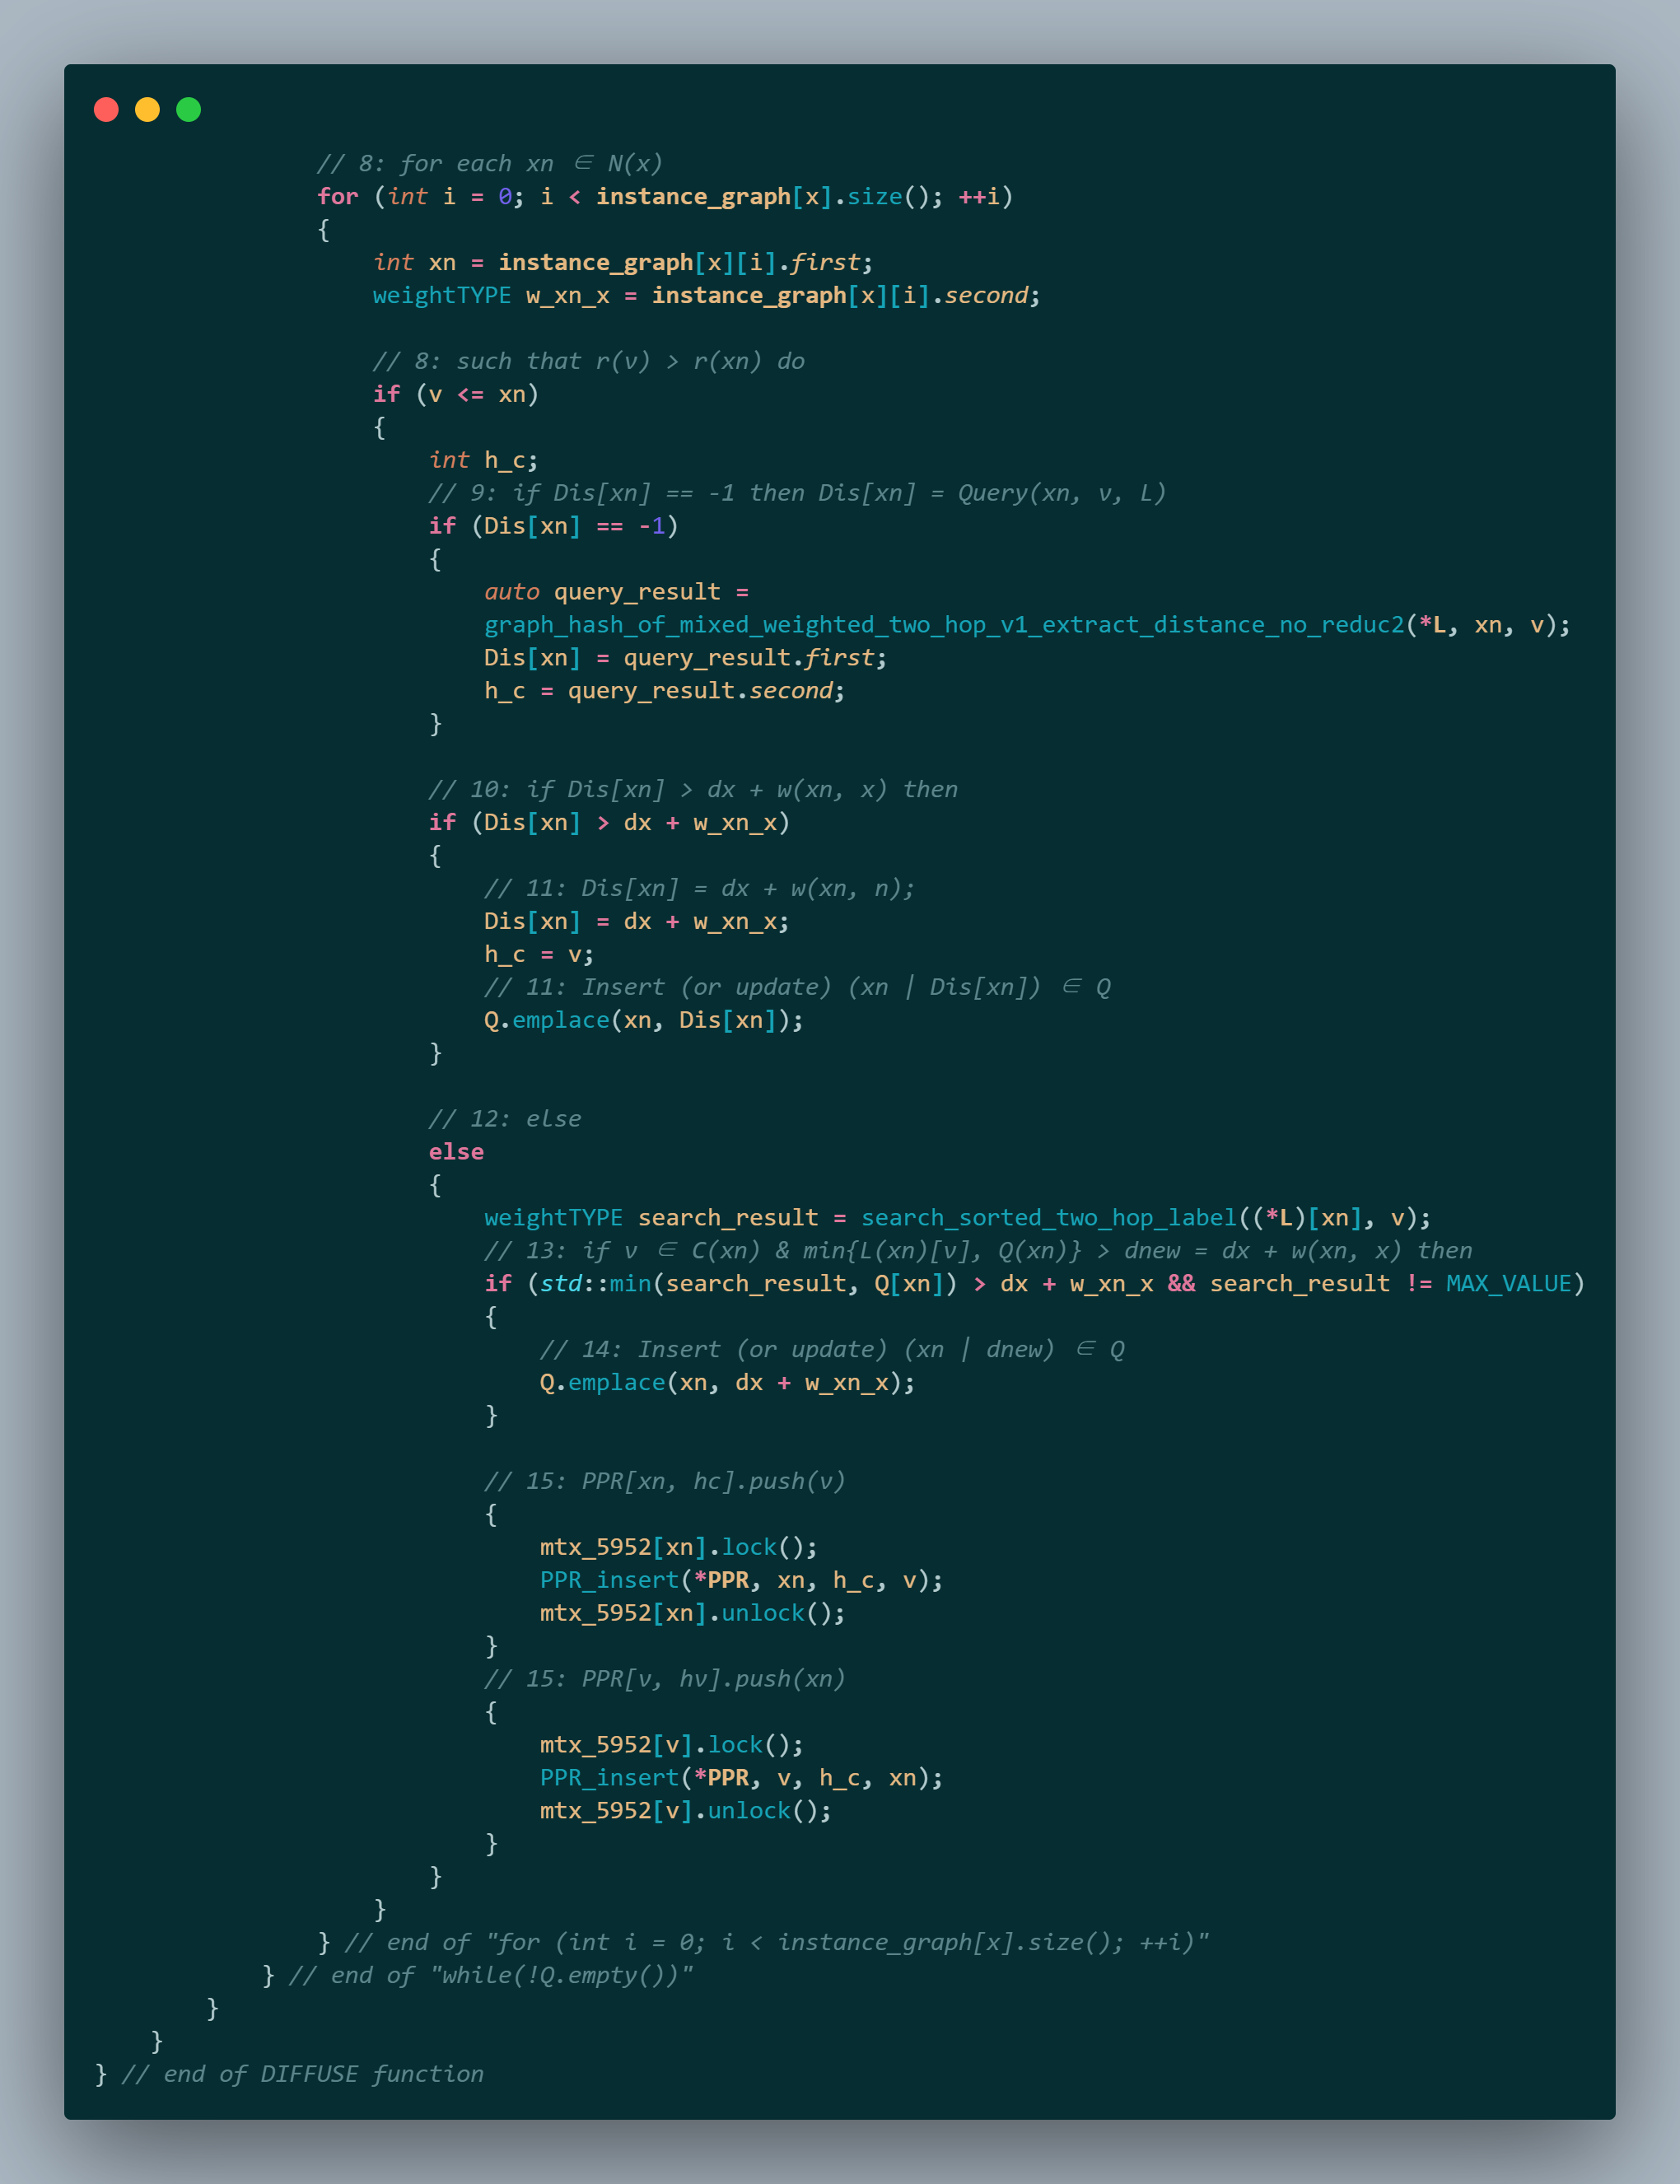 // 8: for each xn ∈ N(x)
for (int i = 0; i < instance_graph[x].size(); ++i)
{
int xn = instance_graph[x][i].first;
weightTYPE w_xn_x = instance_graph[x][i].second;
// 8: such that r(v) > r(xn) do
if (v <= xn)
{
int h_c;
// 9: if Dis[xn] == -1 then Dis[xn] = Query(xn, v, L)
if (Dis[xn] == -1)
{
auto query_result =
graph_hash_of_mixed_weighted_two_hop_v1_extract_distance_no_reduc2(*L, xn, v);
Dis[xn] = query_result.first;
h_c = query_result.second;
}
// 10: if Dis[xn] > dx + w(xn, x) then
if (Dis[xn] > dx + w_xn_x)
{
// 11: Dis[xn] = dx + w(xn, n);
Dis[xn] = dx + w_xn_x;
h_c = v;
// 11: Insert (or update) (xn | Dis[xn]) ∈ Q
Q.emplace(xn, Dis[xn]);
}
// 12: else
else
{
weightTYPE search_result = search_sorted_two_hop_label((*L)[xn], v);
// 13: if v ∈ C(xn) & min{L(xn)[v], Q(xn)} > dnew = dx + w(xn, x) then
if (std::min(search_result, Q[xn]) > dx + w_xn_x && search_result != MAX_VALUE)
{
// 14: Insert (or update) (xn | dnew) ∈ Q
Q.emplace(xn, dx + w_xn_x);
}
// 15: PPR[xn, hc].push(v)
{
mtx_5952[xn].lock();
PPR_insert(*PPR, xn, h_c, v);
mtx_5952[xn].unlock();
}
// 15: PPR[v, hv].push(xn)
{
mtx_5952[v].lock();
PPR_insert(*PPR, v, h_c, xn);
mtx_5952[v].unlock();
}
}
}
} // end of "for (int i = 0; i < instance_graph[x].size(); ++i)"
} // end of "while(!Q.empty())"
}
}
} // end of DIFFUSE function